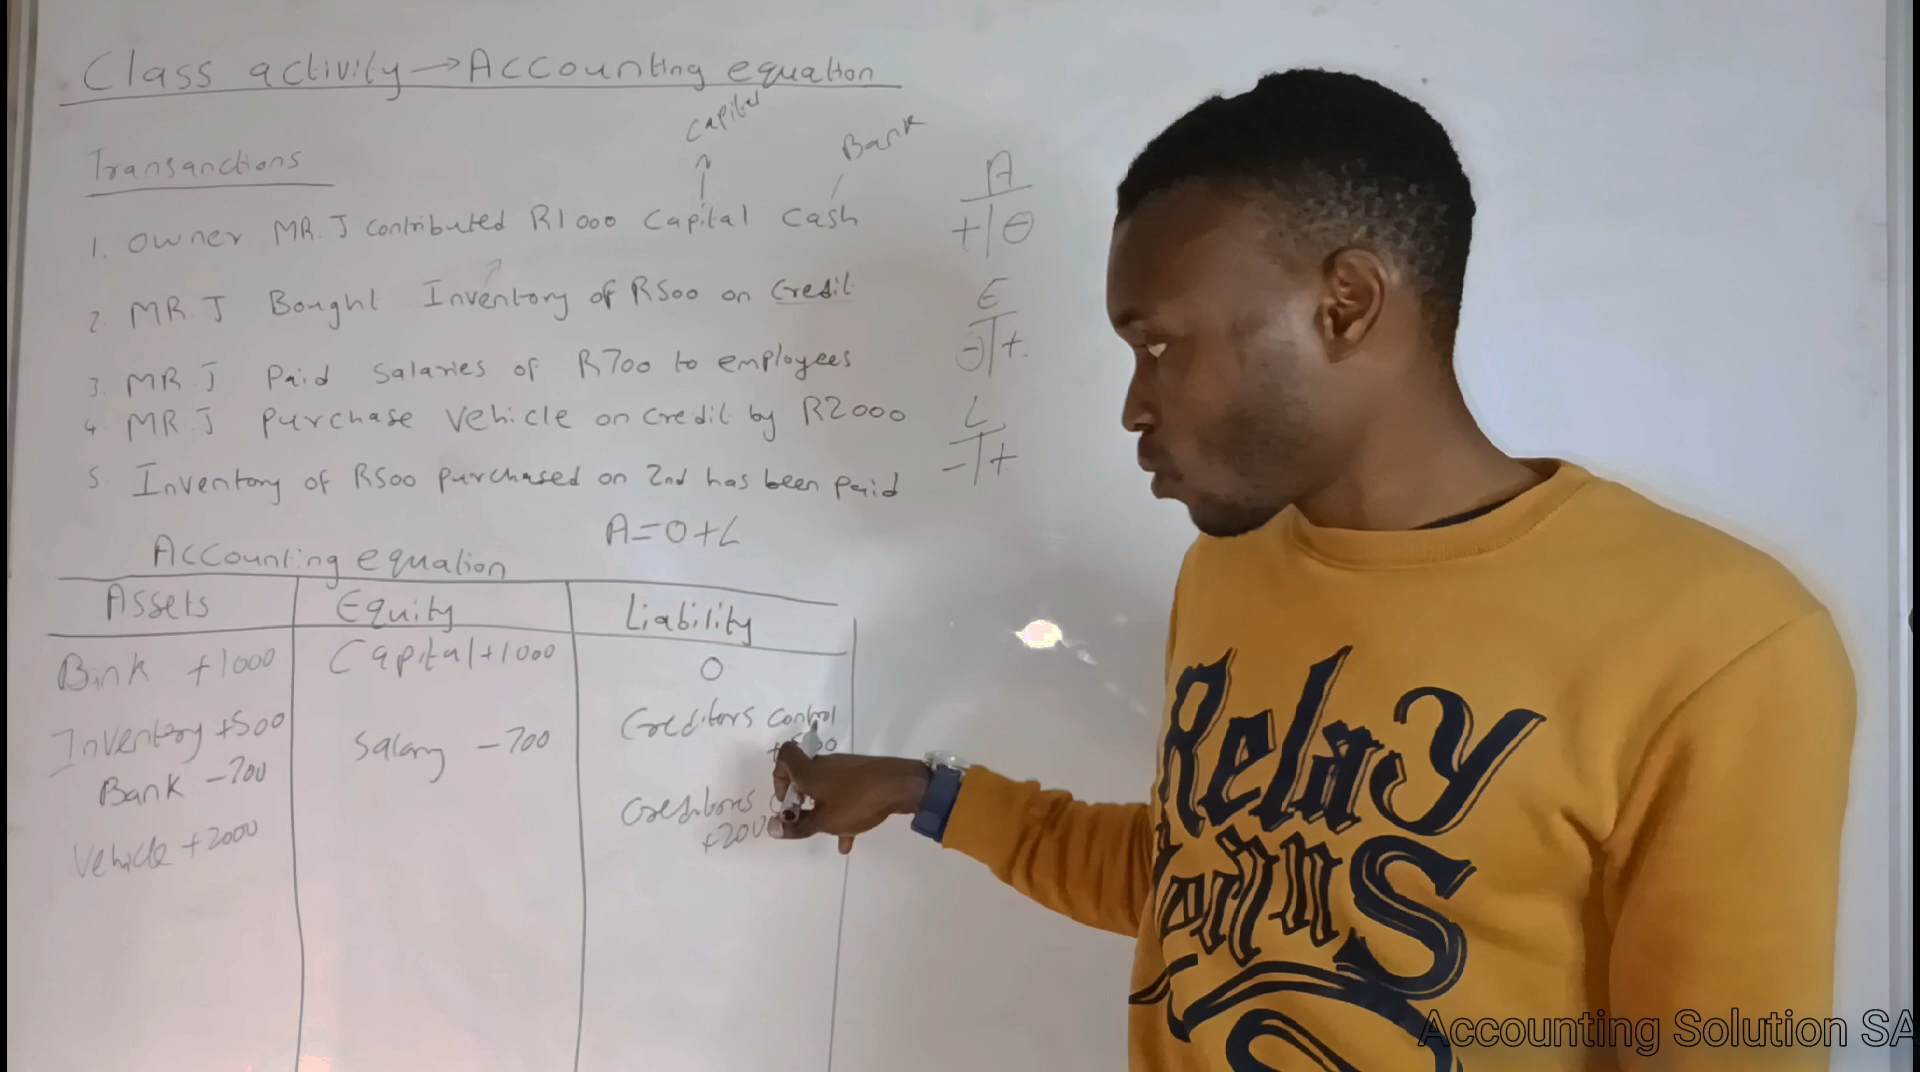 Class activity → Accounting equation
Capital
Bank
Transanctions
1. Owner MR. J contributed R1000 Capital Cash
2. MR. J Bought Inventory of R500 on Credit
3. MR. J Paid Salaries of R700 to employees
4 MR. J Purchase Vehicle on Credit by R2000
5. Inventory of R500 purchased on 2nd has been paid
A
+ | -
E
- | +
L
- | +
A=O+L
Accounting equation
Assets Equity Liability
Bank +1000 Capital +1000 0
Inventory +500 Creditors Control
Salary -700
Bank -700
Creditors
+200
Vehicle +2000
Relay
Jeans
Accounting Solution SA